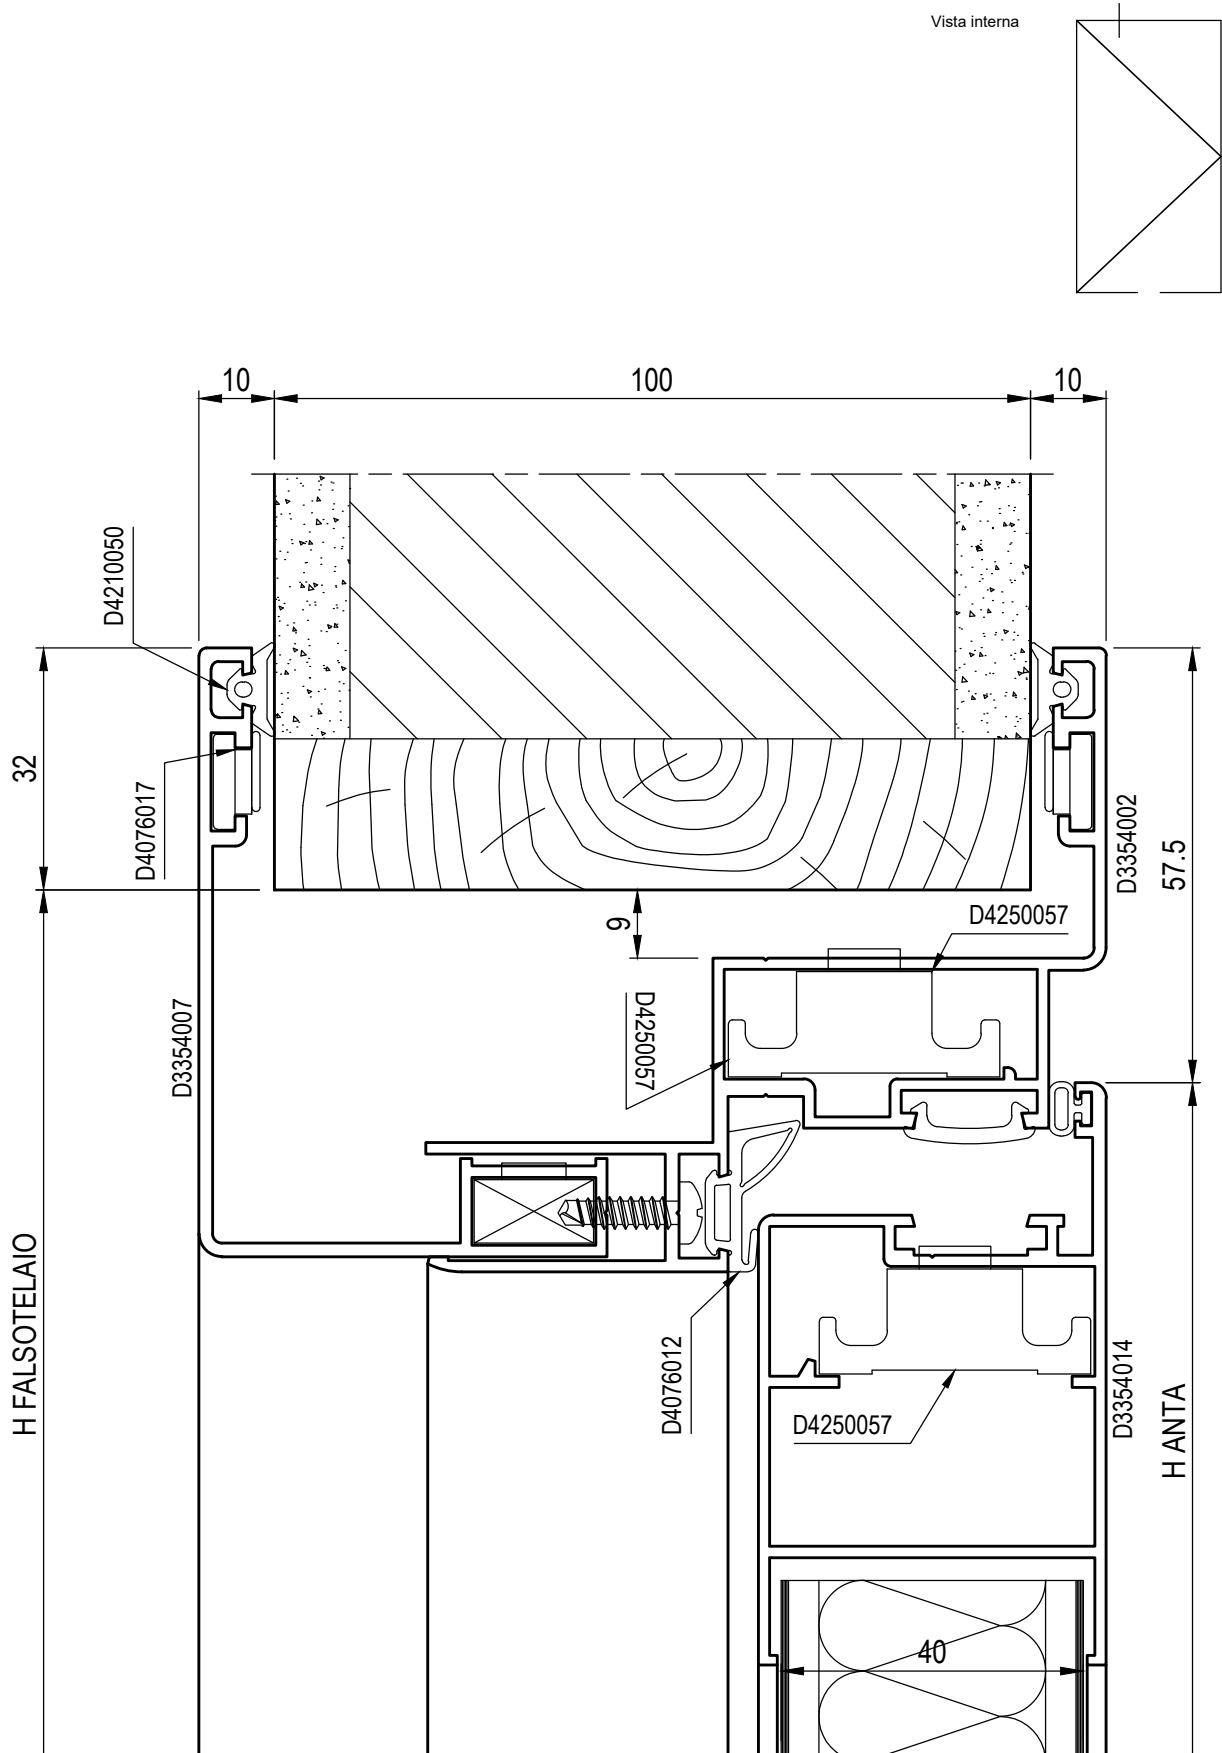 Vista interna
10
100
10
D4210050
32
D4076017
D3354002
57.5
9
D4250057
D4250057
D3354007
H FALSOTELAIO
D4076012
D4250057
D3354014
H ANTA
40